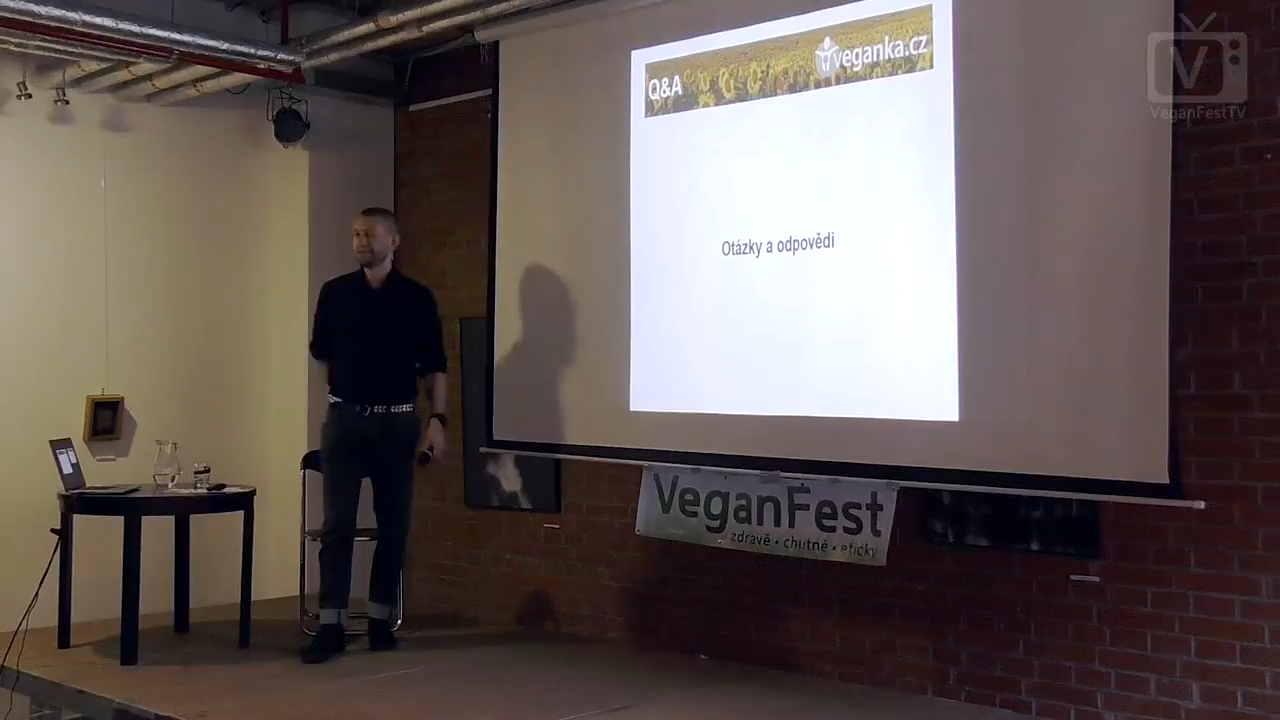 Q&A
veganka.cz
Otázky a odpovědi
VeganFest
zdravě • chutně • eticky
V
VeganFestTV